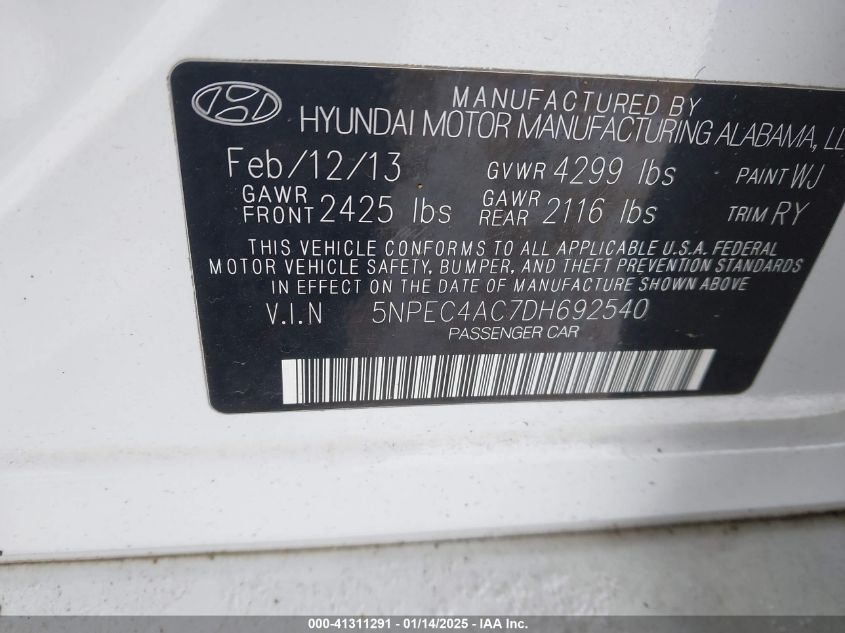 MANUFACTURED BY
HYUNDAI MOTOR MANUFACTURING ALABAMA, LL
Feb/12/13 GVWR 4299 lbs PAINT WJ
GAWR FRONT 2425 lbs GAWR REAR 2116 lbs TRIM RY
THIS VEHICLE CONFORMS TO ALL APPLICABLE U.S.A. FEDERAL
MOTOR VEHICLE SAFETY, BUMPER, AND THEFT PREVENTION STANDARDS
IN EFFECT ON THE DATE OF MANUFACTURE SHOWN ABOVE
V.I.N 5NPEC4AC7DH692540
PASSENGER CAR
000-41311291 - 01/14/2025 - IAA Inc.